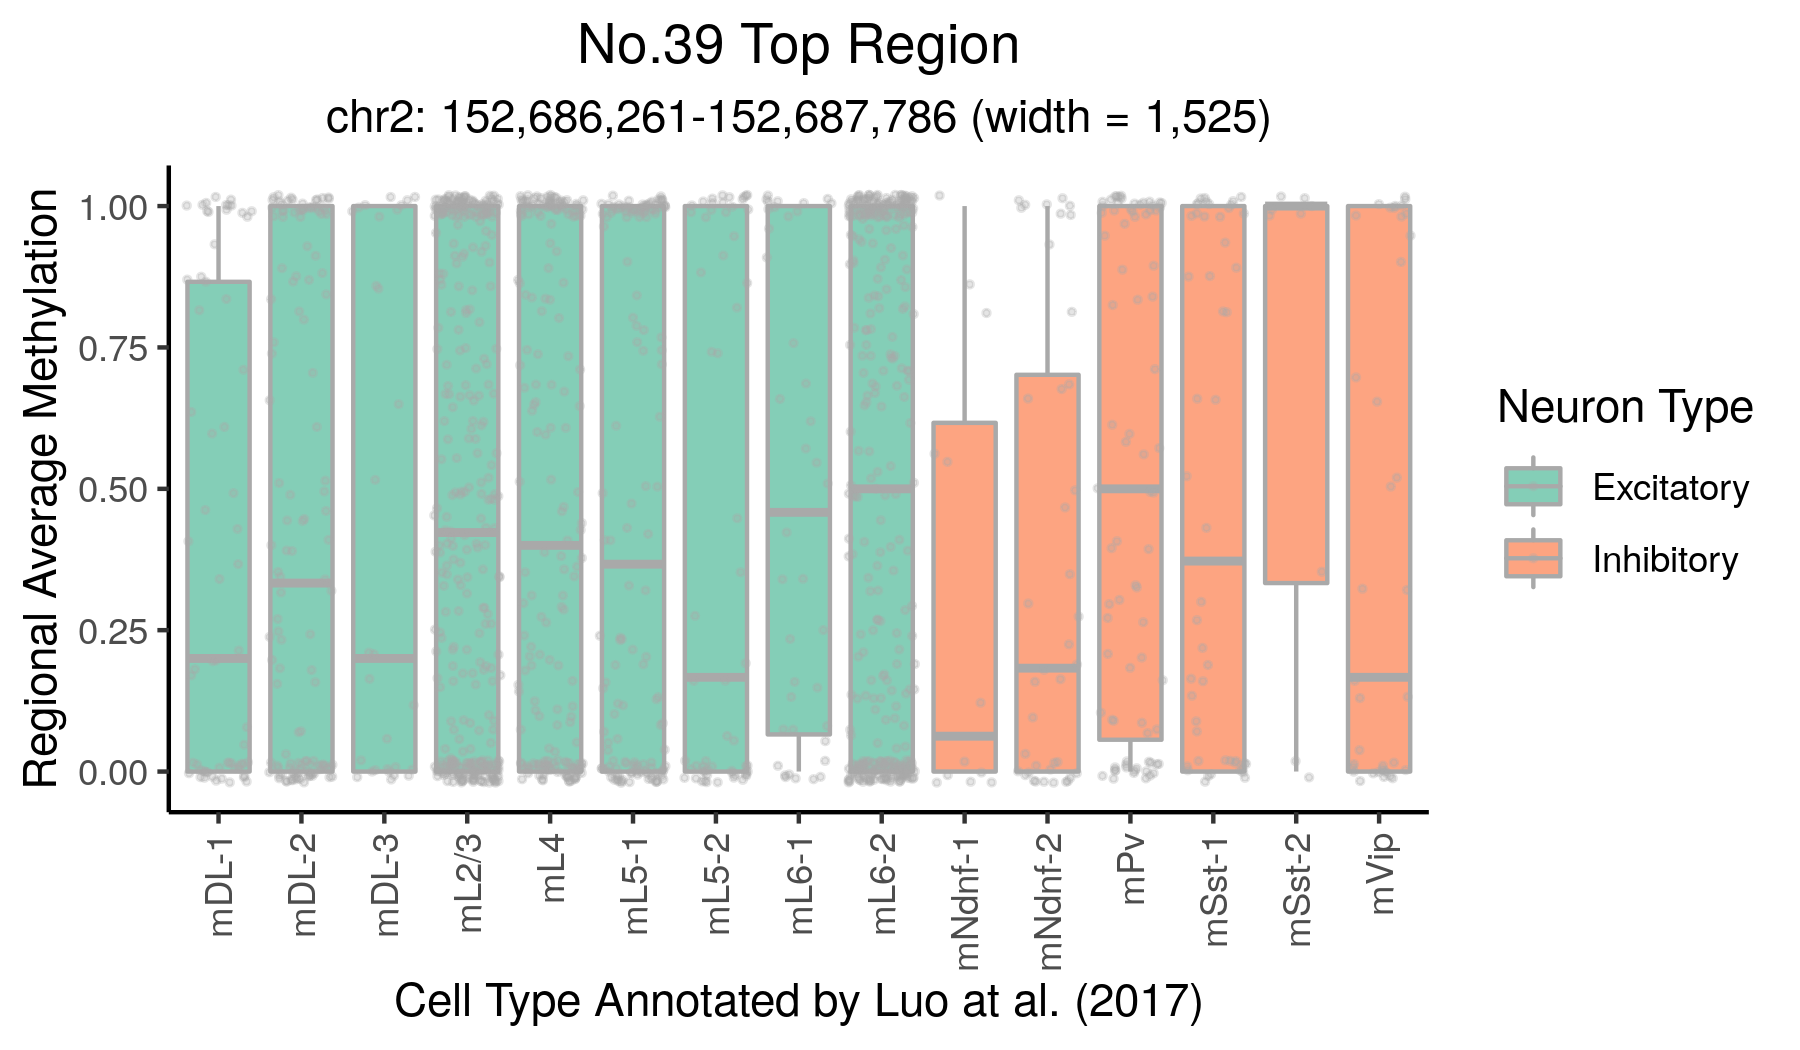 No.39 Top Region
chr2: 152,686,261-152,687,786 (width = 1,525)
Regional Average Methylation
1.00
0.75
0.50
0.25
0.00
mDL-1
mDL-2
mDL-3
mL2/3
mL4
mL5-1
mL5-2
mL6-1
mL6-2
mNdnf-1
mNdnf-2
mPv
mSst-1
mSst-2
mVip
Cell Type Annotated by Luo at al. (2017)
Neuron Type
Excitatory
Inhibitory